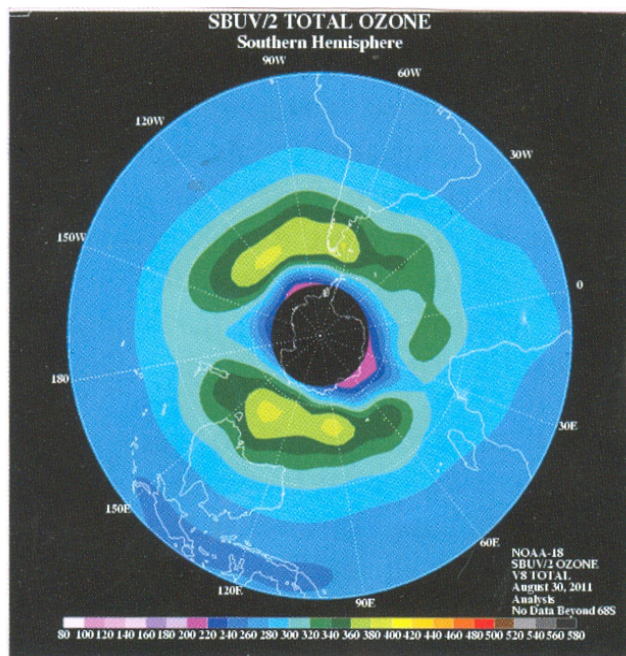 SBUV/2 TOTAL OZONE
Southern Hemisphere
90W
60W
120W
30W
150W
0
180
30E
150E
60E
120E
90E
NOAA-18
SBUV/2 OZONE
V8 TOTAL
August 30, 2011
Analysis
No Data Beyond 68S
80 100 120 140 160 180 200 220 240 260 280 300 320 340 360 380 400 420 440 460 480 500 520 540 560 580